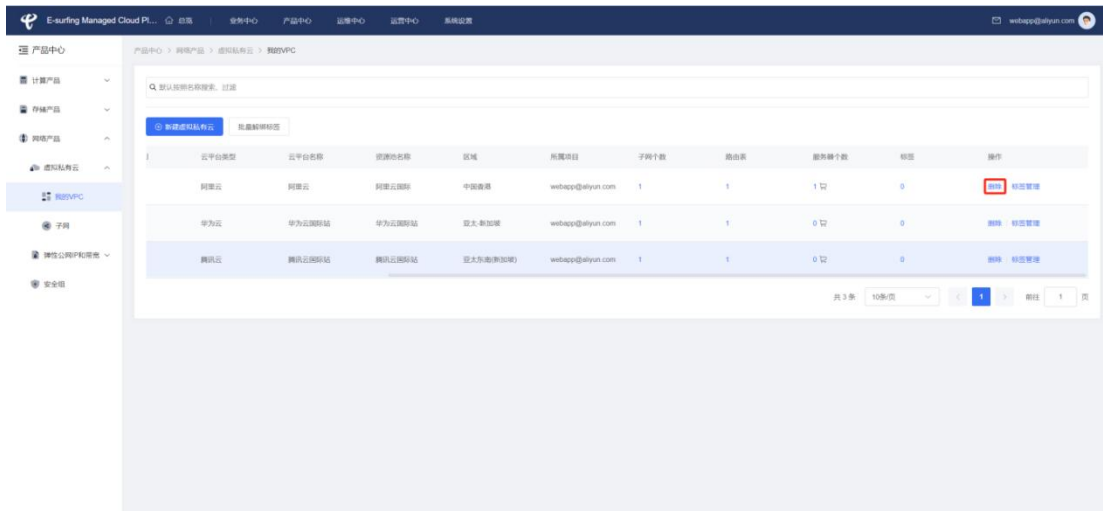 E-surfing Managed Cloud Pl... 总览 业务中心 产品中心 运维中心 运营中心 系统设置 webapp@aliyun.com
产品中心
产品中心 > 网络产品 > 虚拟私有云 > 我的VPC
计算产品
存储产品
网络产品
虚拟私有云
我的VPC
子网
弹性公网IP和带宽
安全组
默认按照名称搜索、过滤
新建虚拟私有云 批量解绑标签
云平台类型 云平台名称 资源池名称 区域 所属项目 子网个数 路由表 服务器个数 标签 操作
阿里云 阿里云 阿里云国际 中国香港 webapp@aliyun.com 1 1 1 0 删除 标签管理
华为云 华为云国际站 华为云国际站 亚太-新加坡 webapp@aliyun.com 1 1 0 0 删除 标签管理
腾讯云 腾讯云国际站 腾讯云国际站 亚太东南(新加坡) webapp@aliyun.com 1 1 0 0 删除 标签管理
共 3 条 10条/页 < 1 > 前往 1 页